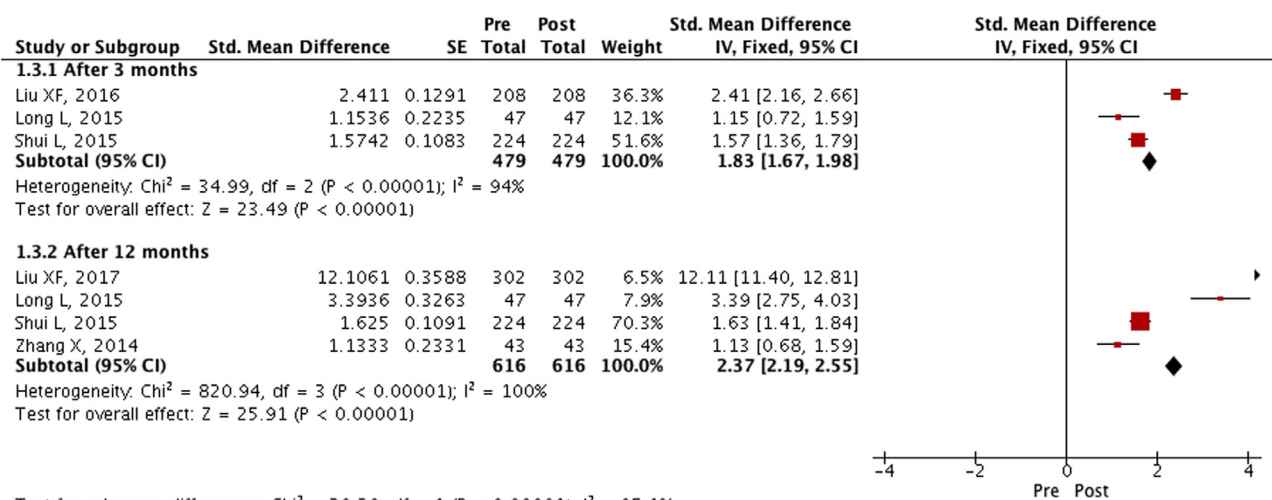 Pre Post Std. Mean Difference Std. Mean Difference
Study or Subgroup Std. Mean Difference SE Total Total Weight IV, Fixed, 95% CI IV, Fixed, 95% CI
1.3.1 After 3 months
Liu XF, 2016 2.411 0.1291 208 208 36.3% 2.41 [2.16, 2.66]
Long L, 2015 1.1536 0.2235 47 47 12.1% 1.15 [0.72, 1.59]
Shui L, 2015 1.5742 0.1083 224 224 51.6% 1.57 [1.36, 1.79]
Subtotal (95% CI) 479 479 100.0% 1.83 [1.67, 1.98]
Heterogeneity: Chi² = 34.99, df = 2 (P < 0.00001); I² = 94%
Test for overall effect: Z = 23.49 (P < 0.00001)
1.3.2 After 12 months
Liu XF, 2017 12.1061 0.3588 302 302 6.5% 12.11 [11.40, 12.81]
Long L, 2015 3.3936 0.3263 47 47 7.9% 3.39 [2.75, 4.03]
Shui L, 2015 1.625 0.1091 224 224 70.3% 1.63 [1.41, 1.84]
Zhang X, 2014 1.1333 0.2331 43 43 15.4% 1.13 [0.68, 1.59]
Subtotal (95% CI) 616 616 100.0% 2.37 [2.19, 2.55]
Heterogeneity: Chi² = 820.94, df = 3 (P < 0.00001); I² = 100%
Test for overall effect: Z = 25.91 (P < 0.00001)
-4 -2 0 2 4
Pre Post